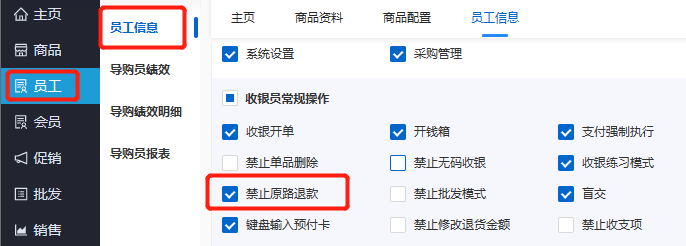 主页
商品
员工
会员
促销
批发
销售
员工信息
导购员绩效
导购绩效明细
导购员报表
主页 商品资料 商品配置 员工信息
系统设置 采购管理
收银员常规操作
收银开单 开钱箱 支付强制执行
禁止单品删除 禁止无码收银 收银练习模式
禁止原路退款 禁止批发模式 盲交
键盘输入预付卡 禁止修改退货金额 禁止收支项